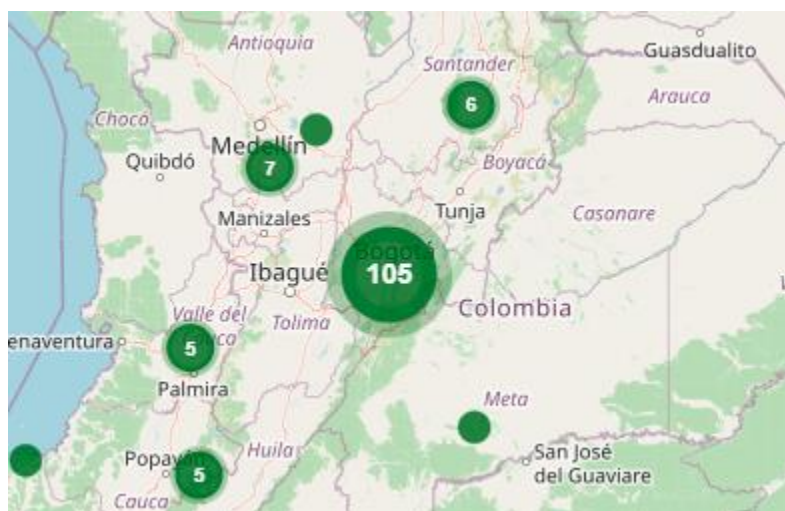 Antioquia
Guasdualito
Santander
Arauca
6
Chocó
Medellín
Quibdó
7
Boyacá
Manizales
Tunja
Casanare
Bogotá
Ibagué
105
Colombia
Valle del
Cauca
Tolima
enaventura
5
Palmira
Meta
Huila
Popayán
San José
del Guaviare
5
Cauca